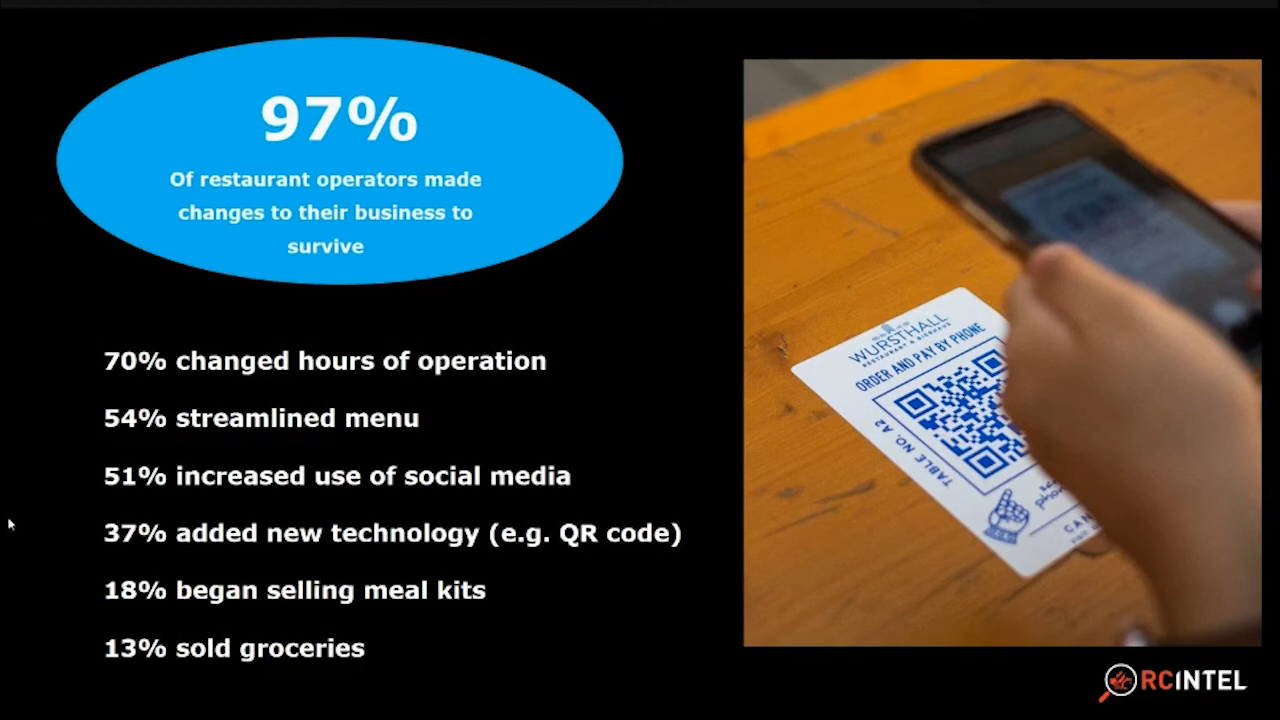 97%
Of restaurant operators made
changes to their business to
survive
70% changed hours of operation
54% streamlined menu
51% increased use of social media
37% added new technology (e.g. QR code)
18% began selling meal kits
13% sold groceries
WURSTHALL
RESTAURANT & BIERHAUS
ORDER AND PAY BY PHONE
TABLE NO. A2
RCINTEL